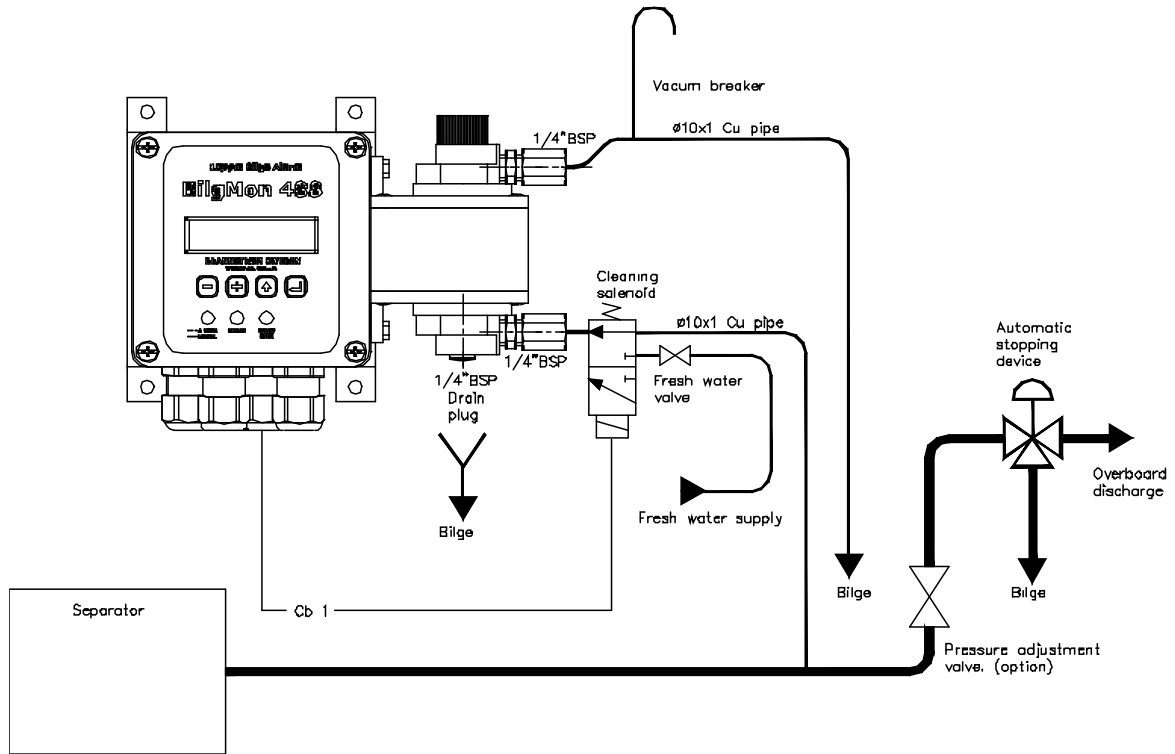 Vacum breaker
1/4"BSP
ø10x1 Cu pipe
BilgMon 488
Cleaning
salenoid
ø10x1 Cu pipe
1/4"BSP
1/4"BSP
Drain
plug
Fresh water
valve
Automatic
stopping
device
Overboard
discharge
Bilge
Fresh water supply
Bilge
Bilge
Separator
Cb 1
Pressure adjustment
valve. (option)